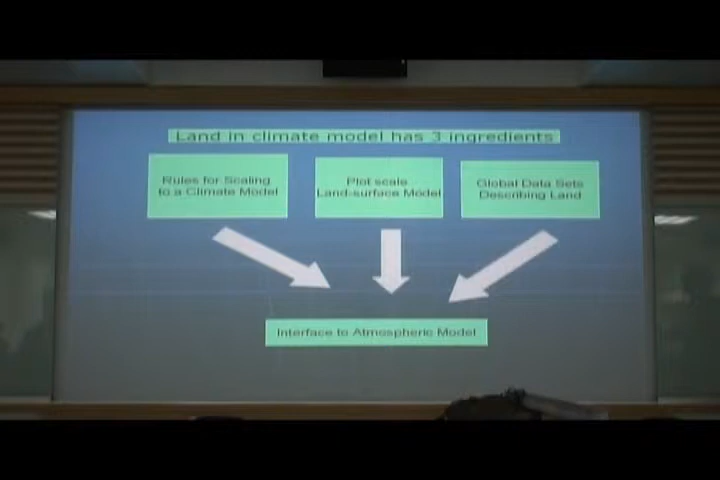 Land in climate model has 3 ingredients
Rules for Scaling
to a Climate Model
Plot scale
Land-surface Model
Global Data Sets
Describing Land
Interface to Atmospheric Model